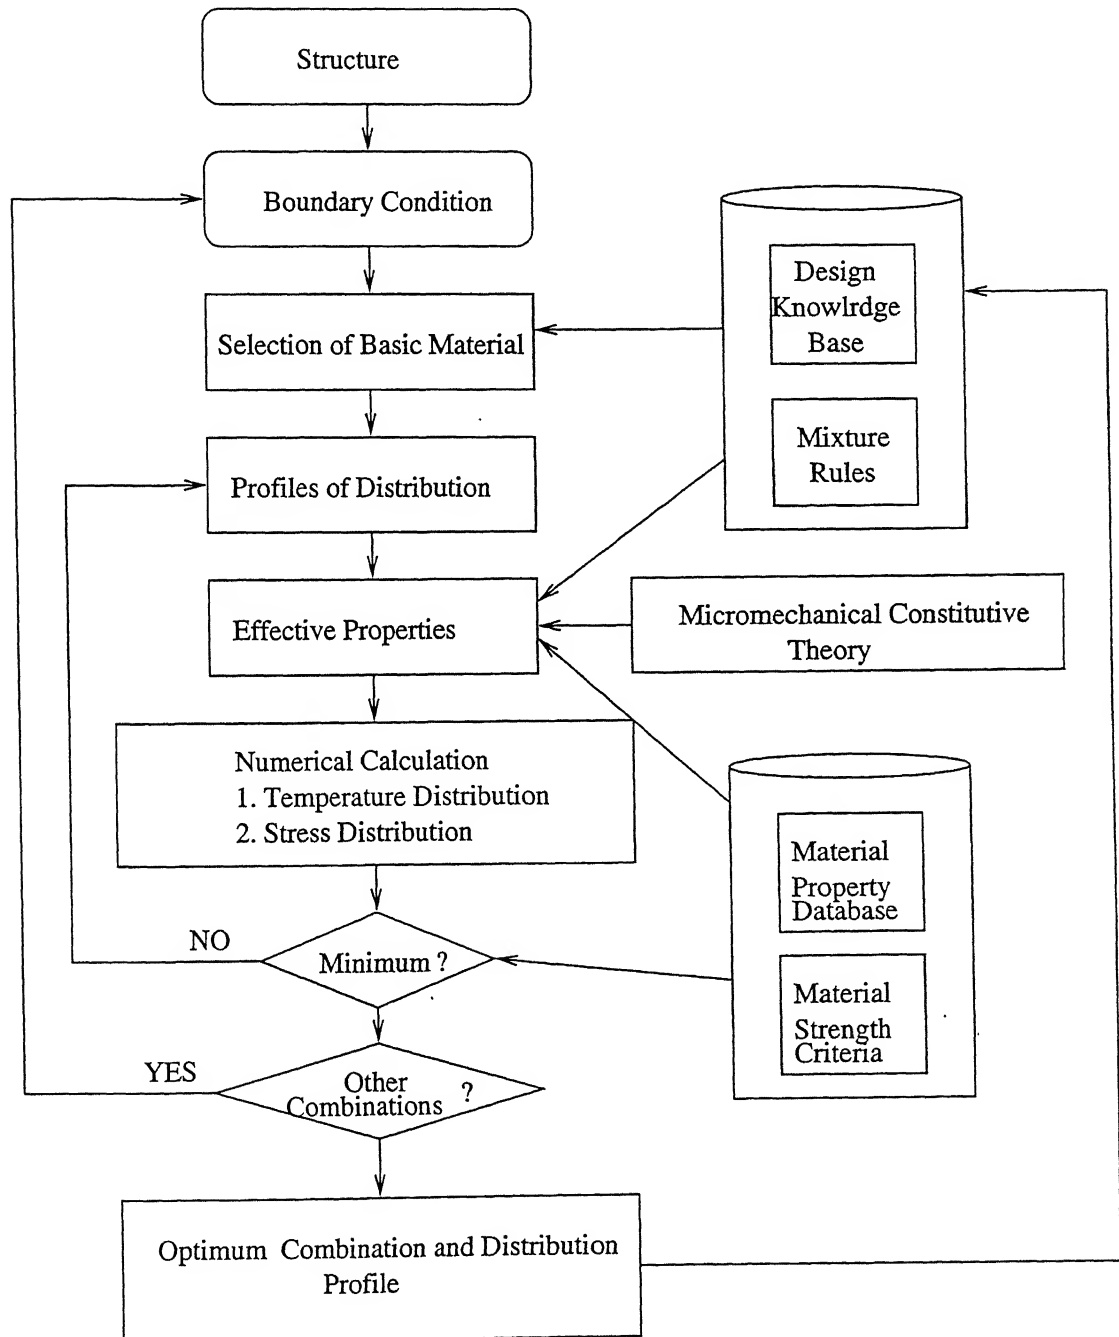 Structure
Boundary Condition
Selection of Basic Material
Profiles of Distribution
Effective Properties
Numerical Calculation
1. Temperature Distribution
2. Stress Distribution
NO
Minimum ?
YES
Other
Combinations ?
Optimum Combination and Distribution
Profile
Design
Knowlrdge
Base
Mixture
Rules
Micromechanical Constitutive
Theory
Material
Property
Database
Material
Strength
Criteria